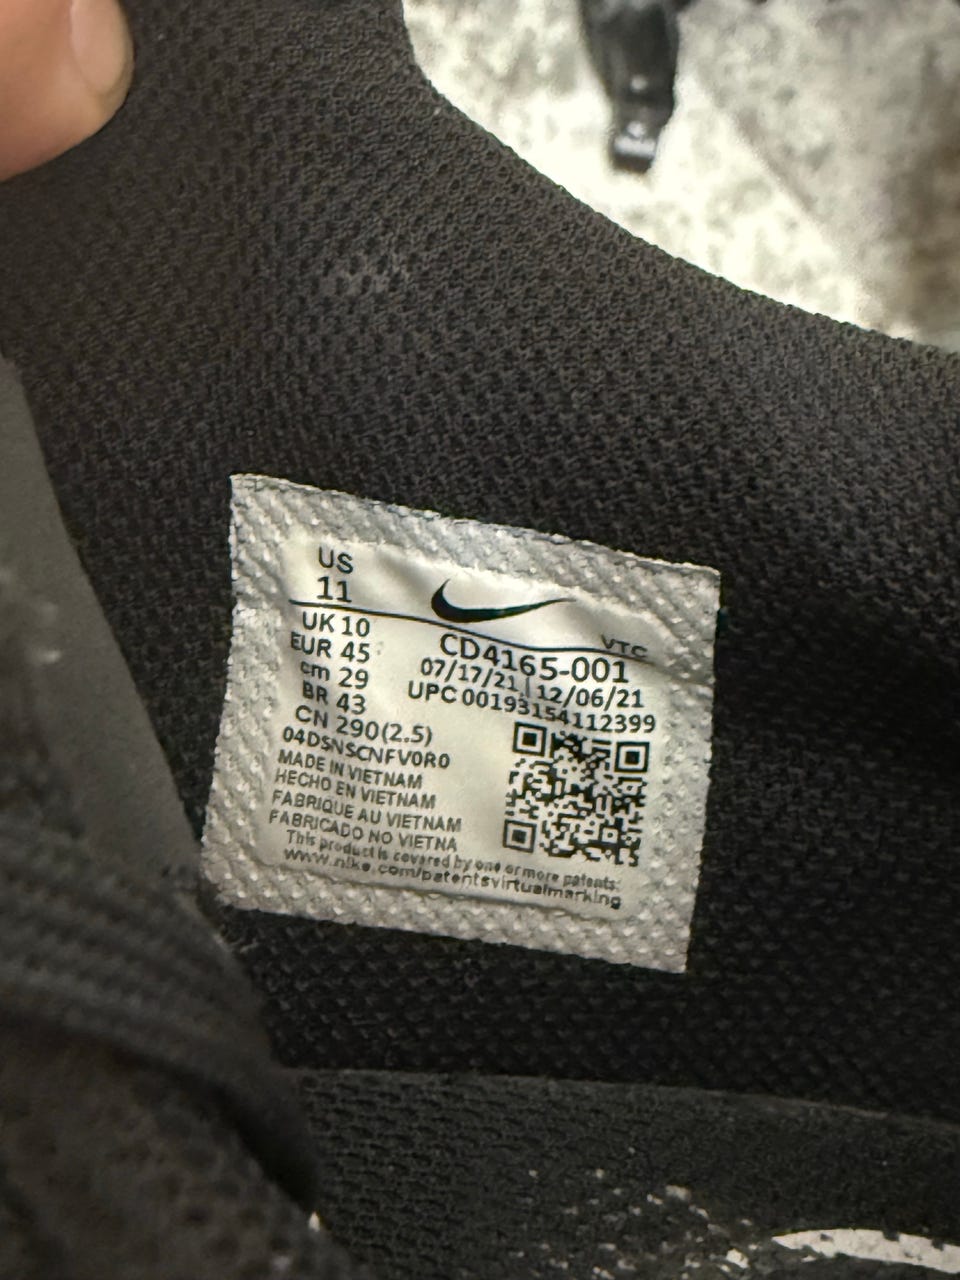 US
11
VTC
UK 10
EUR 45
cm 29
BR 43
CN 290(2.5)
CD4165-001
07/17/21 | 12/06/21
UPC 00193154112399
04DSNSCNFV0R0
MADE IN VIETNAM
HECHO EN VIETNAM
FABRIQUE AU VIETNAM
FABRICADO NO VIETNA
This product is covered by one or more patents:
www.nike.com/patentsvirtualmarking